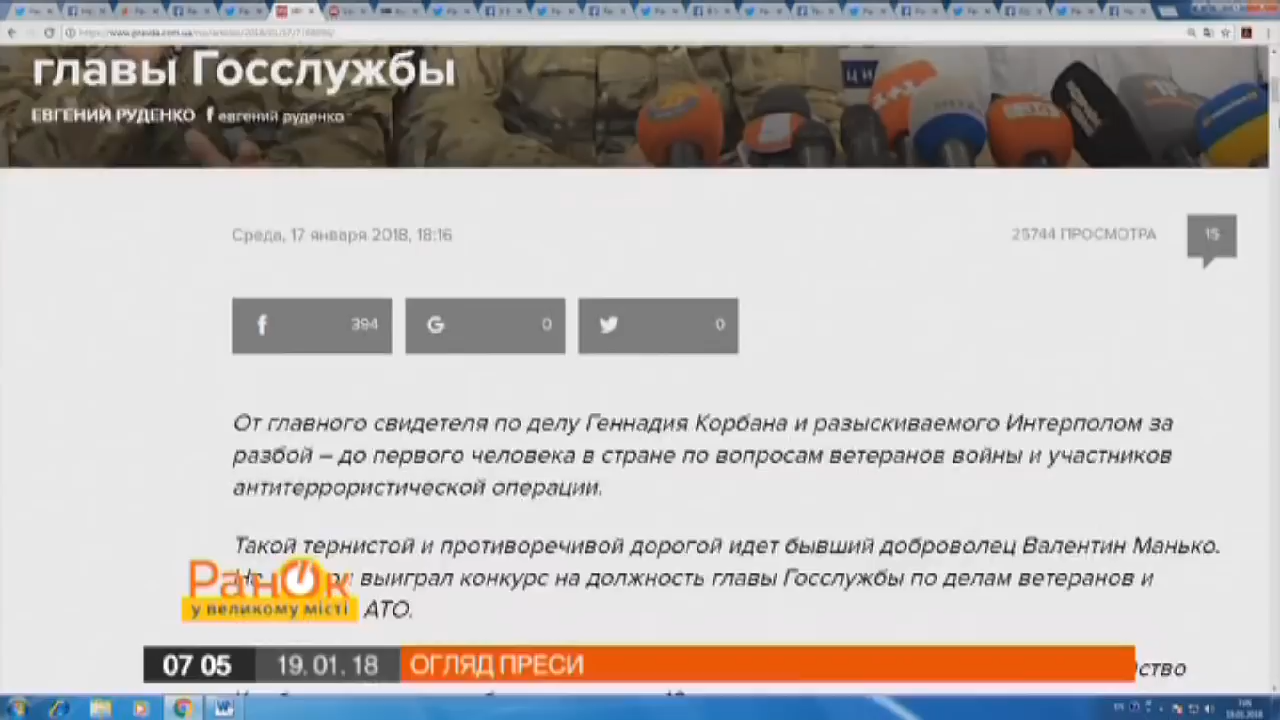 главы Госслужбы
ЕВГЕНИЙ РУДЕНКО f евгений руденко
Среда, 17 января 2018, 18:16
25744 ПРОСМОТРА
15
f 394
G 0
0
От главного свидетеля по делу Геннадия Корбана и разыскиваемого Интерполом за
разбой – до первого человека в стране по вопросам ветеранов войны и участников
антитеррористической операции.
Такой тернистой и противоречивой дорогой идет бывший доброволец Валентин Манько.
выиграл конкурс на должность главы Госслужбы по делам ветеранов и
АТО.
Ранок
у великому місті
07 05
19. 01. 18
ОГЛЯД ПРЕСИ
ство